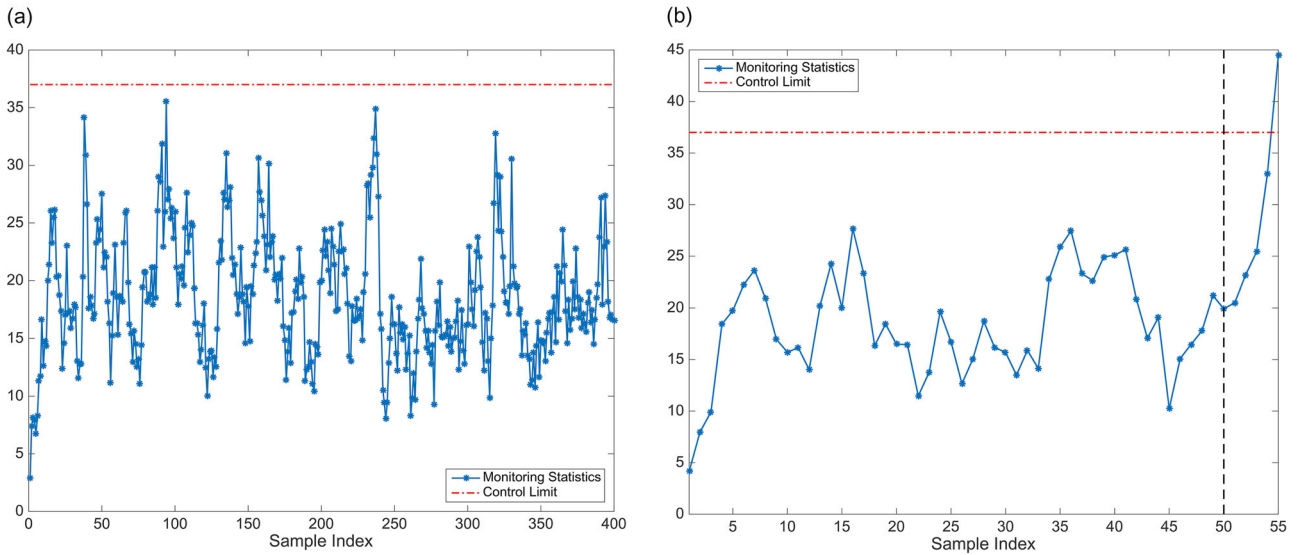 (a)
40
35
30
25
20
15
10
5
0
Monitoring Statistics
Control Limit
0 50 100 150 200 250 300 350 400
Sample Index
(b)
45
40
35
30
25
20
15
10
5
0
Monitoring Statistics
Control Limit
5 10 15 20 25 30 35 40 45 50 55
Sample Index